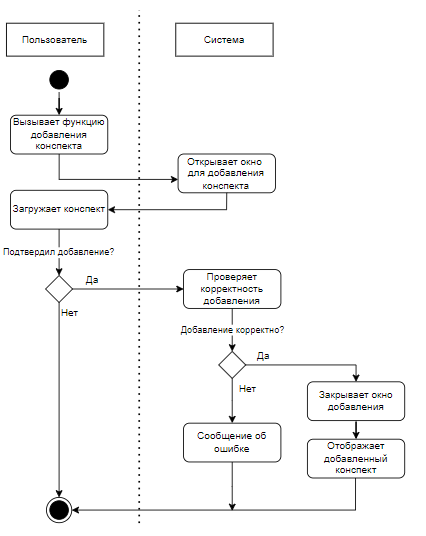 Пользователь
Система
Вызывает функцию
добавления
конспекта
Открывает окно
для добавления
конспекта
Загружает конспект
Подтвердил добавление?
Да
Нет
Проверяет
корректность
добавления
Добавление корректно?
Да
Нет
Закрывает окно
добавления
Сообщение об
ошибке
Отображает
добавленный
конспект